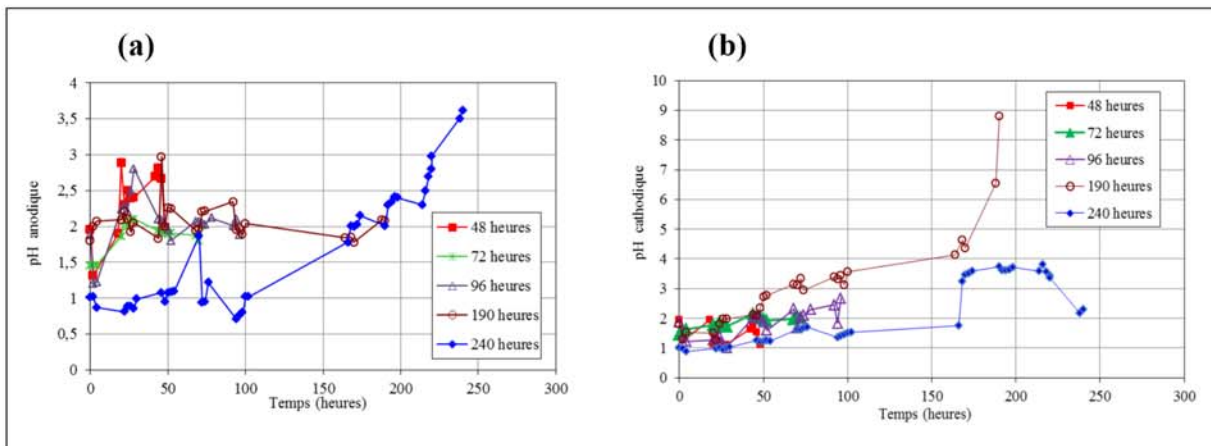 (a)
pH anodique
4
3,5
3
2,5
2
1,5
1
0,5
0
0 50 100 150 200 250 300
Temps (heures)
48 heures
72 heures
96 heures
190 heures
240 heures
(b)
pH cathodique
10
9
8
7
6
5
4
3
2
1
0
0 50 100 150 200 250 300
Temps (heures)
48 heures
72 heures
96 heures
190 heures
240 heures